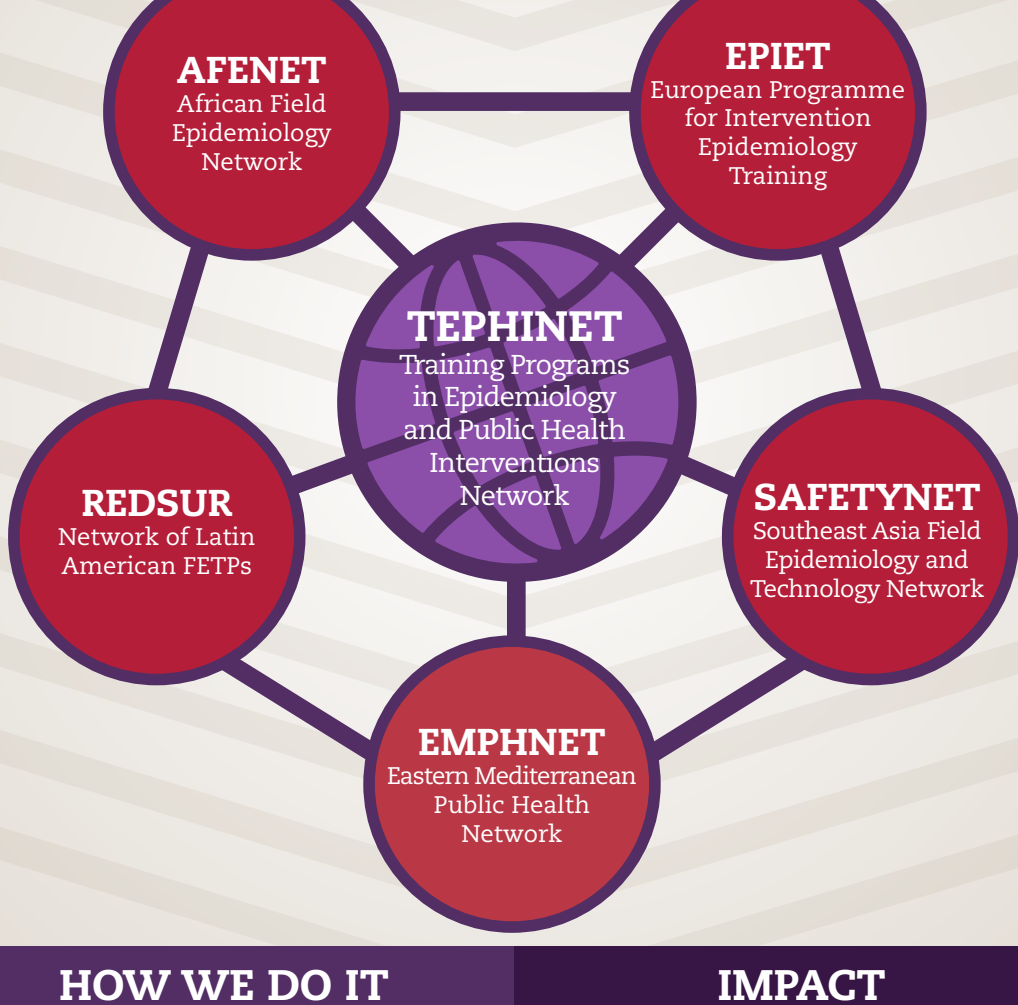 AFENET
African Field
Epidemiology
Network
EPIET
European Programme
for Intervention
Epidemiology
Training
TEPHINET
Training Programs
in Epidemiology
and Public Health
Interventions
Network
REDSUR
Network of Latin
American FETPs
SAFETYNET
Southeast Asia Field
Epidemiology and
Technology Network
EMPHNET
Eastern Mediterranean
Public Health
Network
HOW WE DO IT
IMPACT